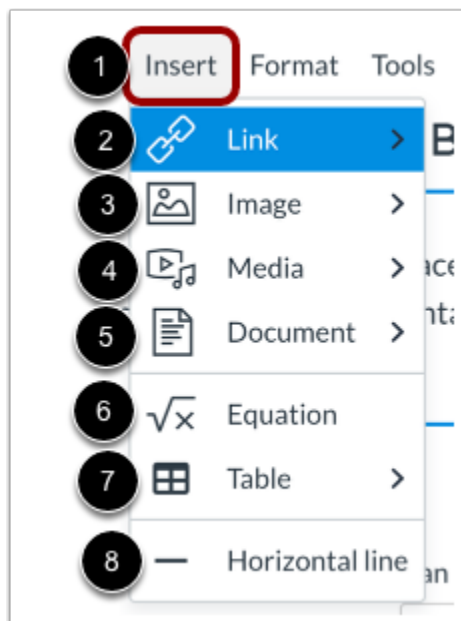 1 Insert Format Tools
2 Link
3 Image
4 Media
5 Document
6 √x Equation
7 Table
8 Horizontal line